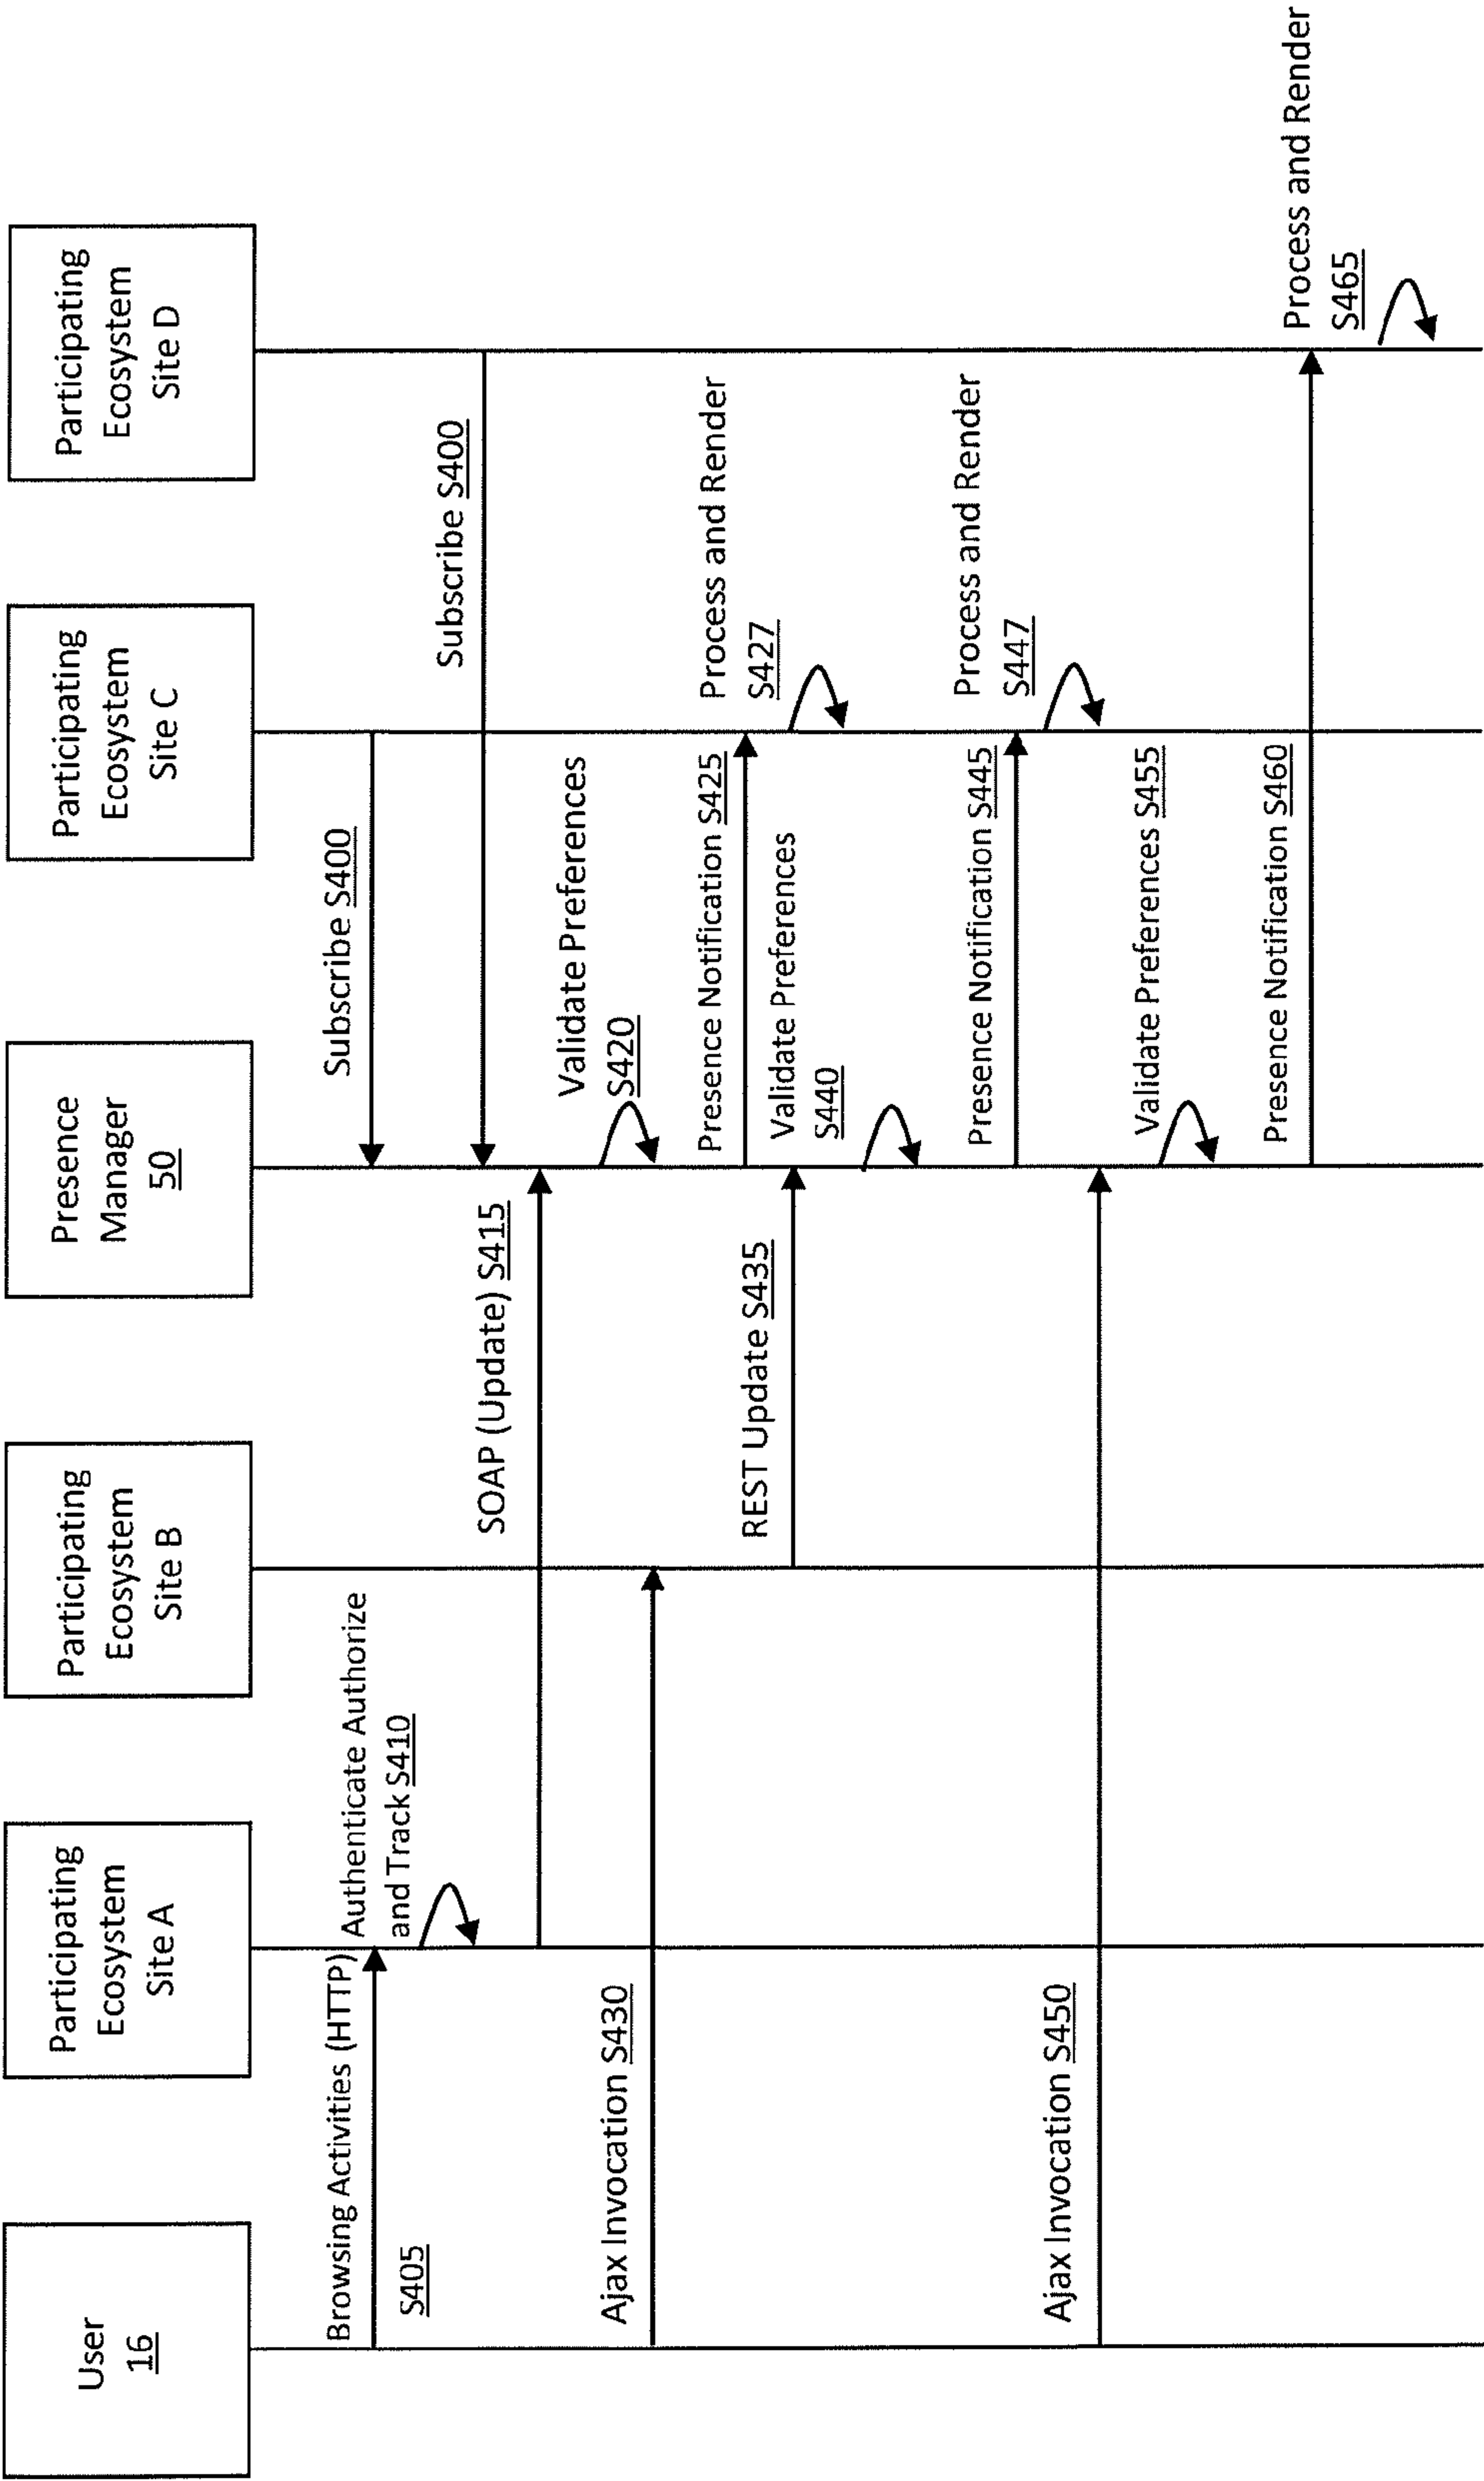 User
16
Participating
Ecosystem
Site A
Participating
Ecosystem
Site B
Presence
Manager
50
Participating
Ecosystem
Site C
Participating
Ecosystem
Site D
Browsing Activities (HTTP)
S405
Authenticate Authorize
and Track S410
Subscribe S400
Subscribe S400
SOAP (Update) S415
Validate Preferences
S420
Ajax Invocation S430
Presence Notification S425
Process and Render
S427
REST Update S435
Validate Preferences
S440
Presence Notification S445
Process and Render
S447
Ajax Invocation S450
Validate Preferences S455
Presence Notification S460
Process and Render
S465